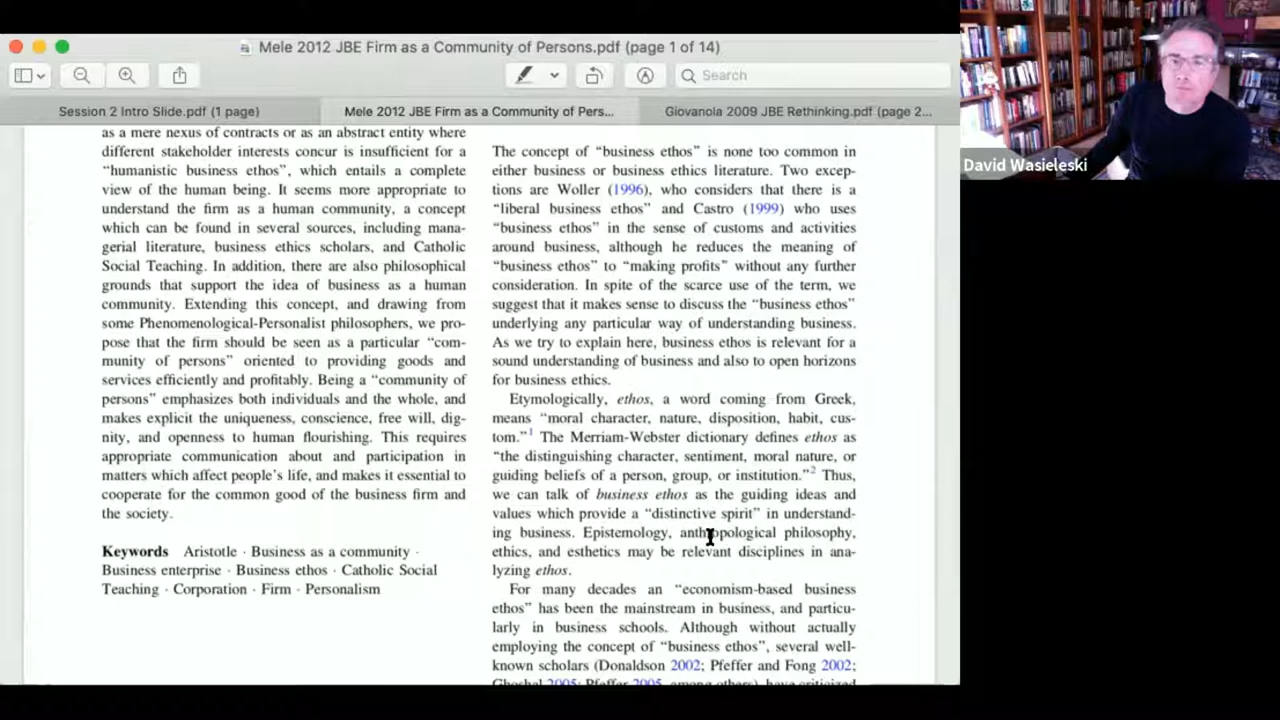 Mele 2012 JBE Firm as a Community of Persons.pdf (page 1 of 14)
Search
Session 2 Intro Slide.pdf (1 page)
Mele 2012 JBE Firm as a Community of Pers...
Giovanola 2009 JBE Rethinking.pdf (page 2...
David Wasieleski
as a mere nexus of contracts or as an abstract entity where
different stakeholder interests concur is insufficient for a
“humanistic business ethos”, which entails a complete
view of the human being. It seems more appropriate to
understand the firm as a human community, a concept
which can be found in several sources, including mana-
gerial literature, business ethics scholars, and Catholic
Social Teaching. In addition, there are also philosophical
grounds that support the idea of business as a human
community. Extending this concept, and drawing from
some Phenomenological-Personalist philosophers, we pro-
pose that the firm should be seen as a particular “com-
munity of persons” oriented to providing goods and
services efficiently and profitably. Being a “community of
persons” emphasizes both individuals and the whole, and
makes explicit the uniqueness, conscience, free will, dig-
nity, and openness to human flourishing. This requires
appropriate communication about and participation in
matters which affect people’s life, and makes it essential to
cooperate for the common good of the business firm and
the society.
Keywords Aristotle · Business as a community ·
Business enterprise · Business ethos · Catholic Social
Teaching · Corporation · Firm · Personalism
The concept of “business ethos” is none too common in
either business or business ethics literature. Two excep-
tions are Woller (1996), who considers that there is a
“liberal business ethos” and Castro (1999) who uses
“business ethos” in the sense of customs and activities
around business, although he reduces the meaning of
“business ethos” to “making profits” without any further
consideration. In spite of the scarce use of the term, we
suggest that it makes sense to discuss the “business ethos”
underlying any particular way of understanding business.
As we try to explain here, business ethos is relevant for a
sound understanding of business and also to open horizons
for business ethics.
Etymologically, ethos, a word coming from Greek,
means “moral character, nature, disposition, habit, cus-
tom.”1 The Merriam-Webster dictionary defines ethos as
“the distinguishing character, sentiment, moral nature, or
guiding beliefs of a person, group, or institution.”2 Thus,
we can talk of business ethos as the guiding ideas and
values which provide a “distinctive spirit” in understand-
ing business. Epistemology, anthropological philosophy,
ethics, and esthetics may be relevant disciplines in ana-
lyzing ethos.
For many decades an “economism-based business
ethos” has been the mainstream in business, and particu-
larly in business schools. Although without actually
employing the concept of “business ethos”, several well-
known scholars (Donaldson 2002; Pfeffer and Fong 2002;
Ghoshal 2005; Pfeffer 2005, among others), have criticized